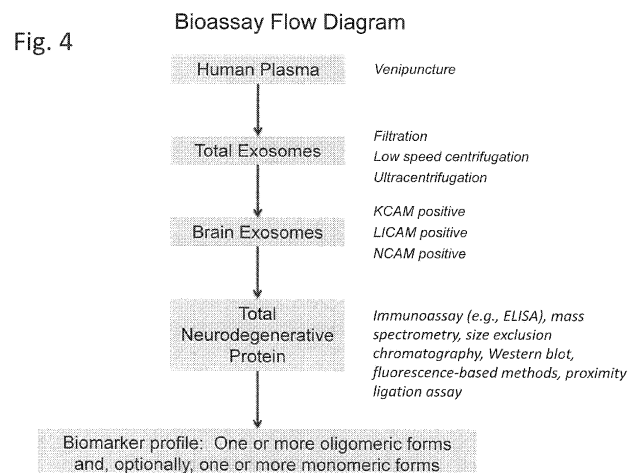 Bioassay Flow Diagram
Fig. 4
Human Plasma
Venipuncture
Total Exosomes
Filtration
Low speed centrifugation
Ultracentrifugation
Brain Exosomes
KCAM positive
LICAM positive
NCAM positive
Total
Neurodegenerative
Protein
Immunoassay (e.g., ELISA), mass
spectrometry, size exclusion
chromatography, Western blot,
fluorescence-based methods, proximity
ligation assay
Biomarker profile: One or more oligomeric forms
and, optionally, one or more monomeric forms